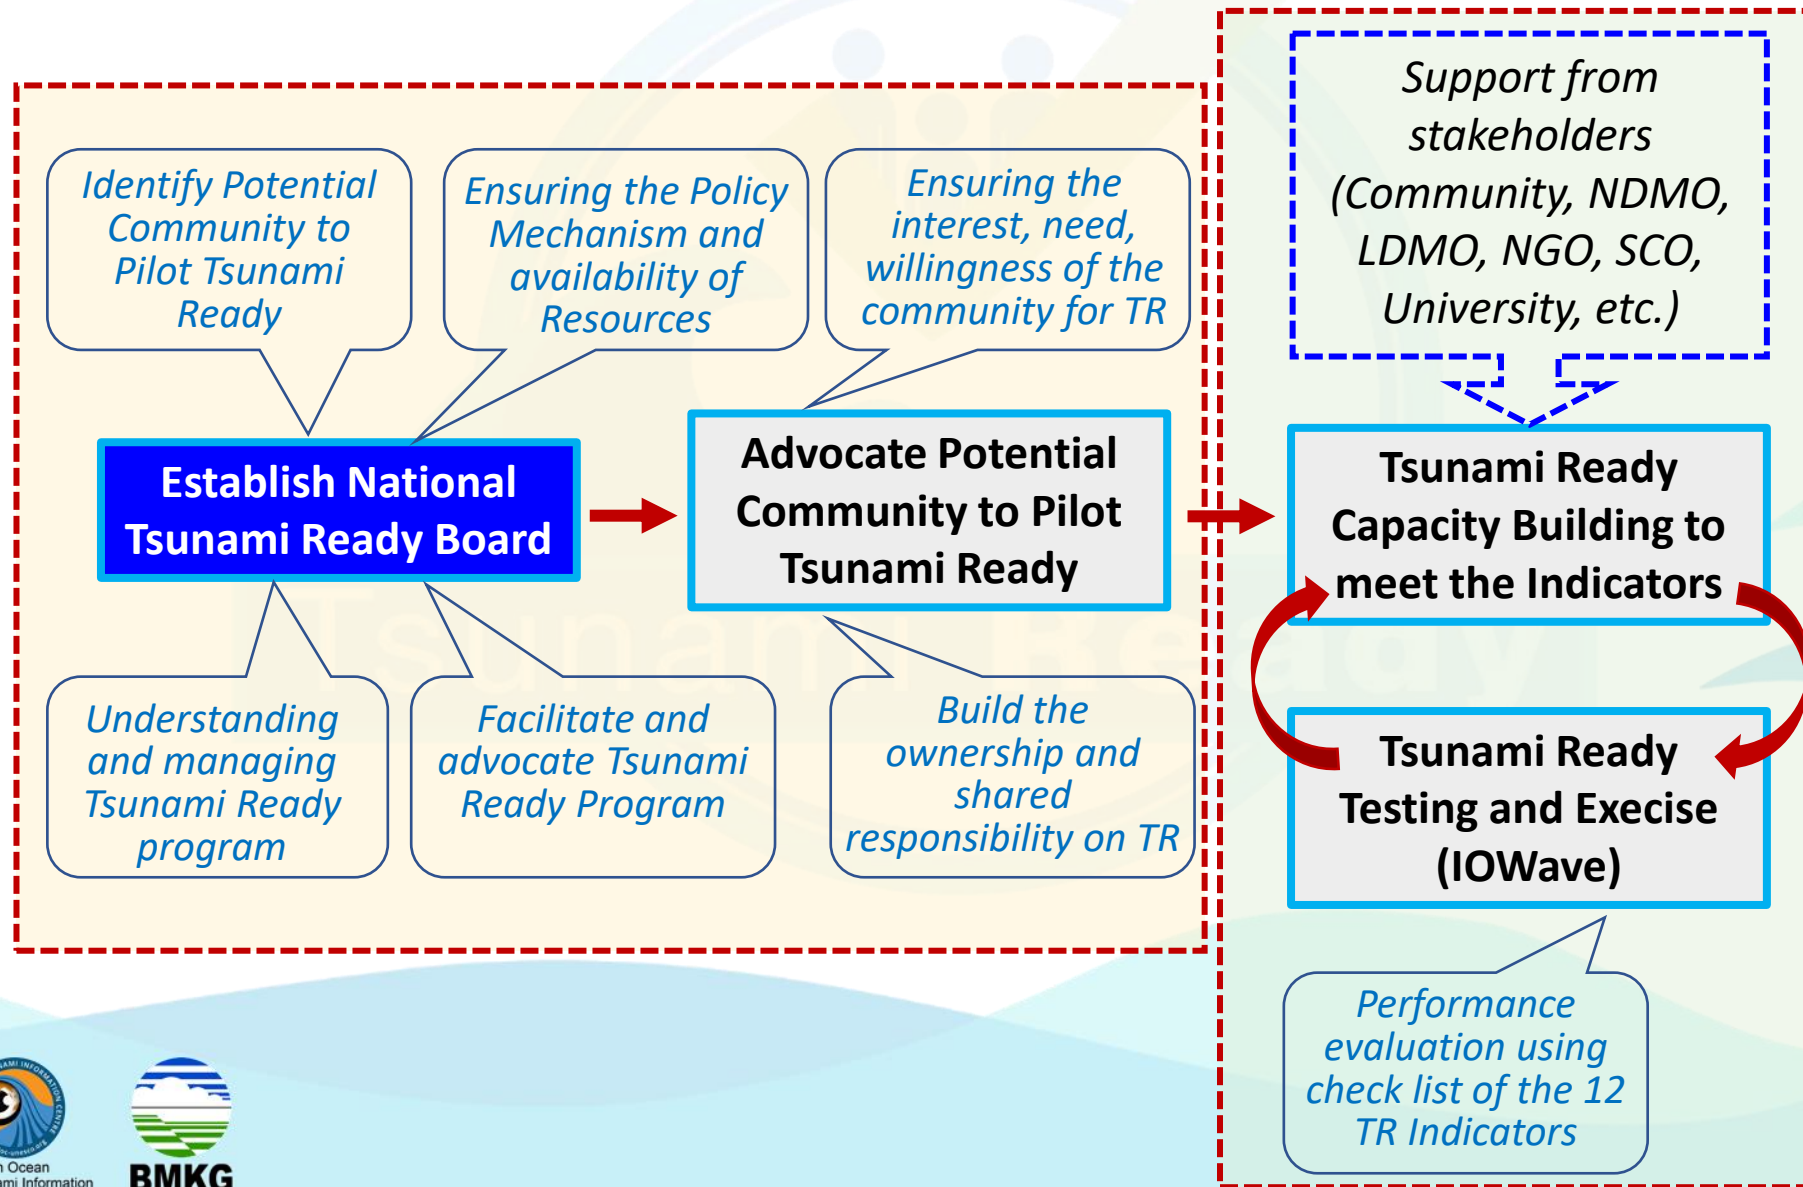 Identify Potential
Community to
Pilot Tsunami
Ready
Ensuring the Policy
Mechanism and
availability of
Resources
Ensuring the
interest, need,
willingness of the
community for TR
Support from
stakeholders
(Community, NDMO,
LDMO, NGO, SCO,
University, etc.)
Establish National
Tsunami Ready Board
Advocate Potential
Community to Pilot
Tsunami Ready
Tsunami Ready
Capacity Building to
meet the Indicators
Tsunami Ready
Understanding
and managing
Tsunami Ready
program
Facilitate and
advocate Tsunami
Ready Program
Build the
ownership and
shared
responsibility on TR
Tsunami Ready
Testing and Execise
(IOWave)
Performance
evaluation using
check list of the 12
TR Indicators
Ocean
Information
BMKG